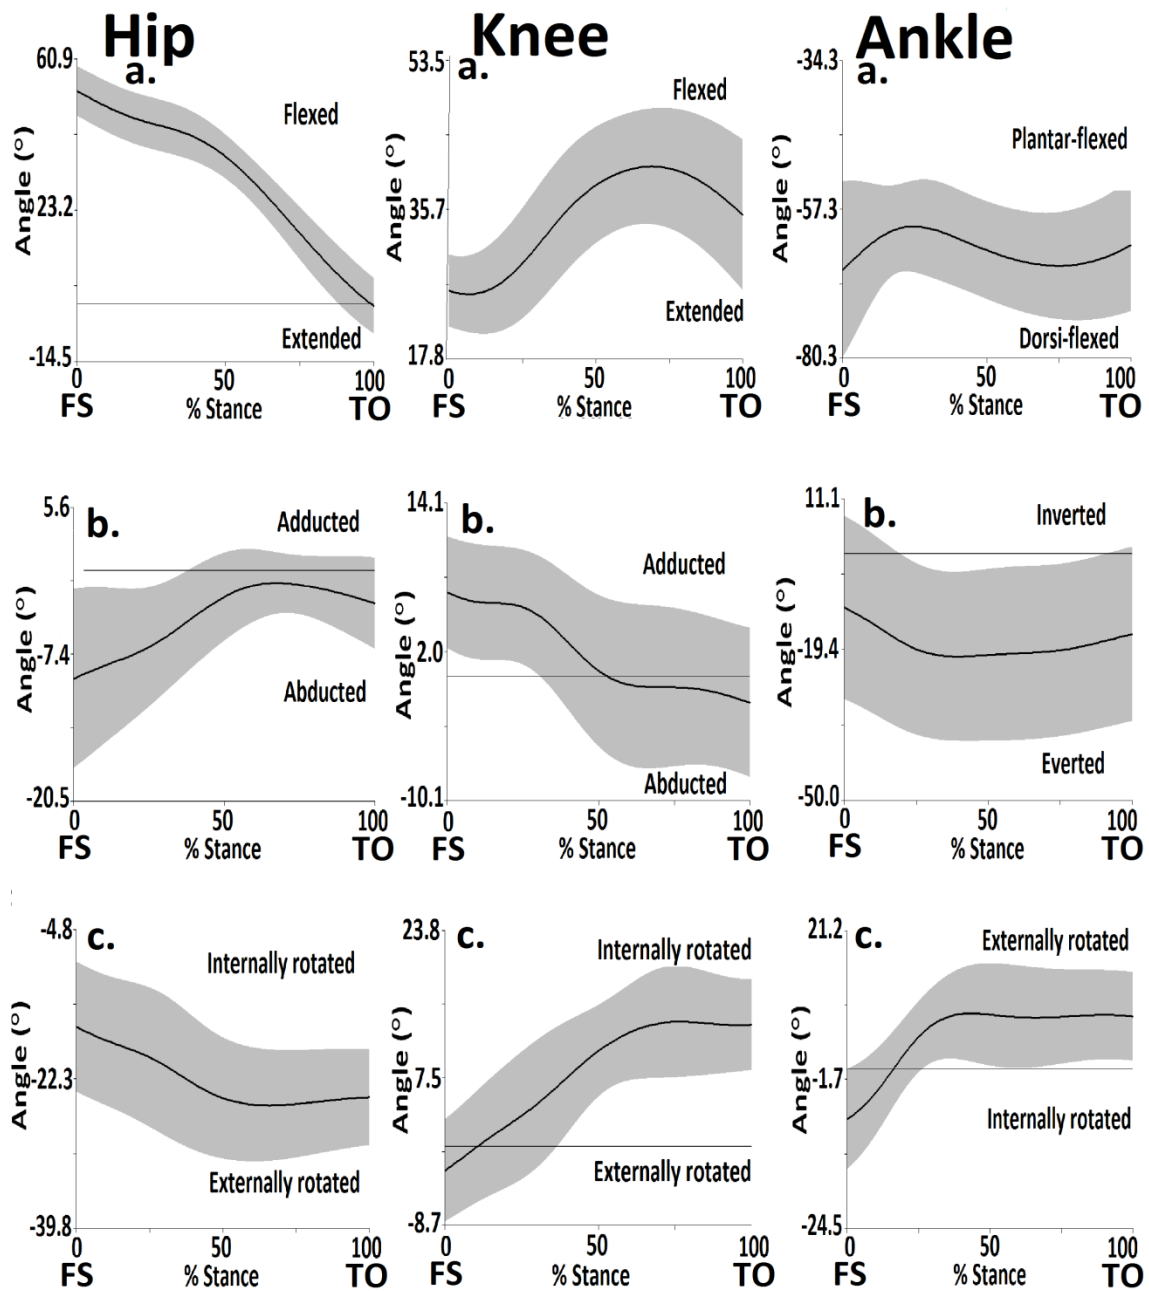 Hip Knee Ankle
a.
60.9
23.2
-14.5
Angle (°)
Flexed
Extended
0 50 100
FS % Stance TO
a.
53.5
35.7
17.8
Angle (°)
Flexed
Extended
0 50 100
FS % Stance TO
a.
-34.3
-57.3
-80.3
Angle (°)
Plantar-flexed
Dorsi-flexed
0 50 100
FS % Stance TO
b.
5.6
-7.4
-20.5
Angle (°)
Adducted
Abducted
0 50 100
FS % Stance TO
b.
14.1
2.0
-10.1
Angle (°)
Adducted
Abducted
0 50 100
FS % Stance TO
b.
11.1
-19.4
-50.0
Angle (°)
Inverted
Everted
0 50 100
FS % Stance TO
c.
-4.8
-22.3
-39.8
Angle (°)
Internally rotated
Externally rotated
0 50 100
FS % Stance TO
c.
23.8
7.5
-8.7
Angle (°)
Internally rotated
Externally rotated
0 50 100
FS % Stance TO
c.
21.2
-1.7
-24.5
Angle (°)
Externally rotated
Internally rotated
0 50 100
FS % Stance TO